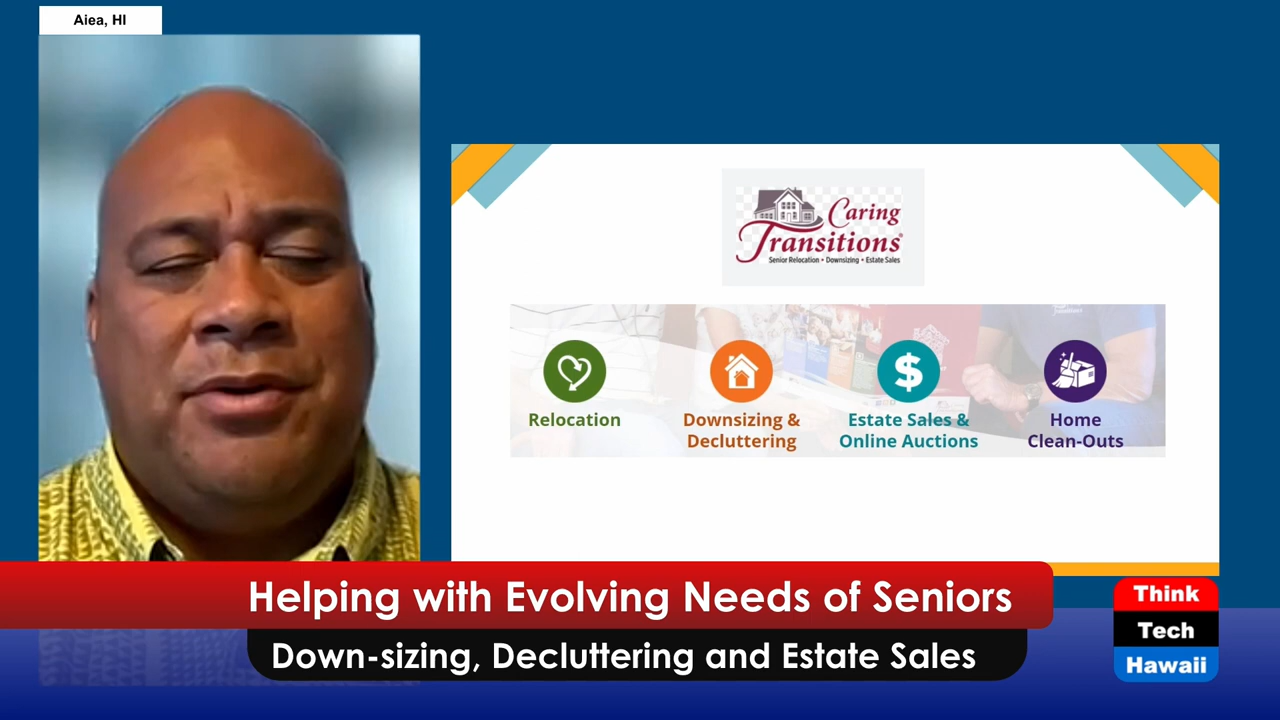 Aiea, HI
Caring
Transitions®
Senior Relocation • Downsizing • Estate Sales
Relocation
Downsizing &
Decluttering
Estate Sales &
Online Auctions
Home
Clean-Outs
Helping with Evolving Needs of Seniors
Down-sizing, Decluttering and Estate Sales
Think
Tech
Hawaii